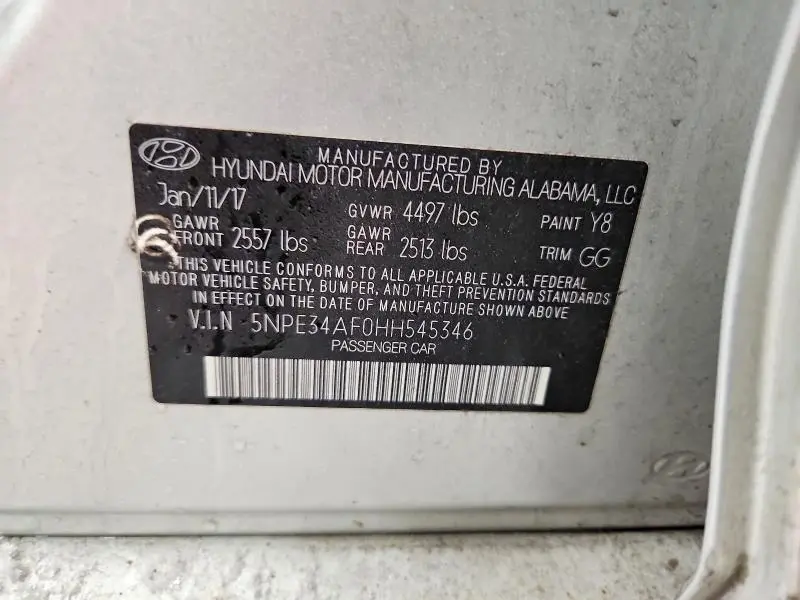 MANUFACTURED BY
HYUNDAI MOTOR MANUFACTURING ALABAMA, LLC
Jan/11/17 GVWR 4497 lbs PAINT Y8
GAWR FRONT 2557 lbs GAWR REAR 2513 lbs TRIM GG
THIS VEHICLE CONFORMS TO ALL APPLICABLE U.S.A. FEDERAL
MOTOR VEHICLE SAFETY, BUMPER, AND THEFT PREVENTION STANDARDS
IN EFFECT ON THE DATE OF MANUFACTURE SHOWN ABOVE
V.I.N 5NPE34AF0HH545346
PASSENGER CAR